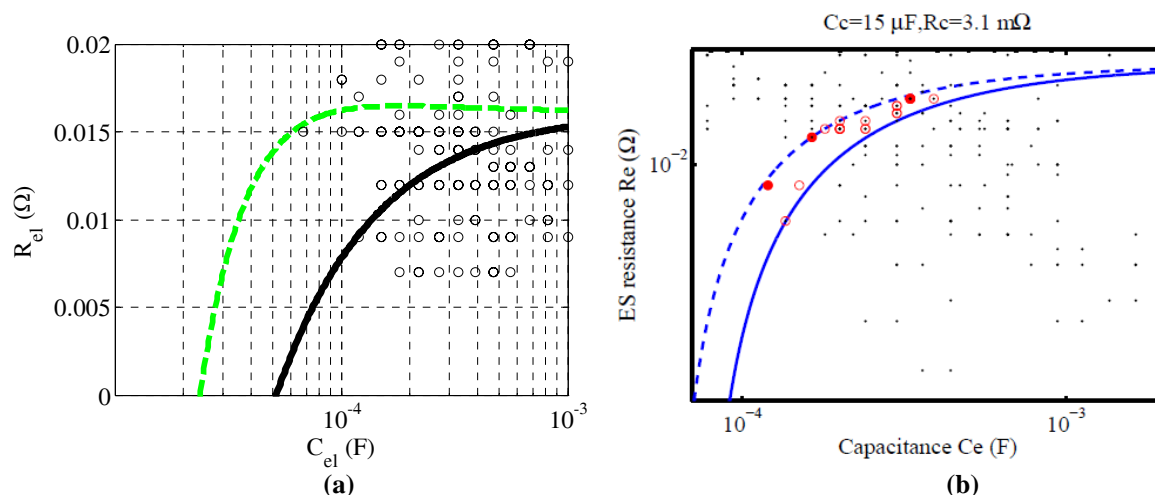 Cc=15 μF,Rc=3.1 mΩ
0.02
0.015
0.01
0.005
0
R_el (Ω)
10^-4
10^-3
C_el (F)
(a)
ES resistance Re (Ω)
10^-2
10^-4
10^-3
Capacitance Ce (F)
(b)